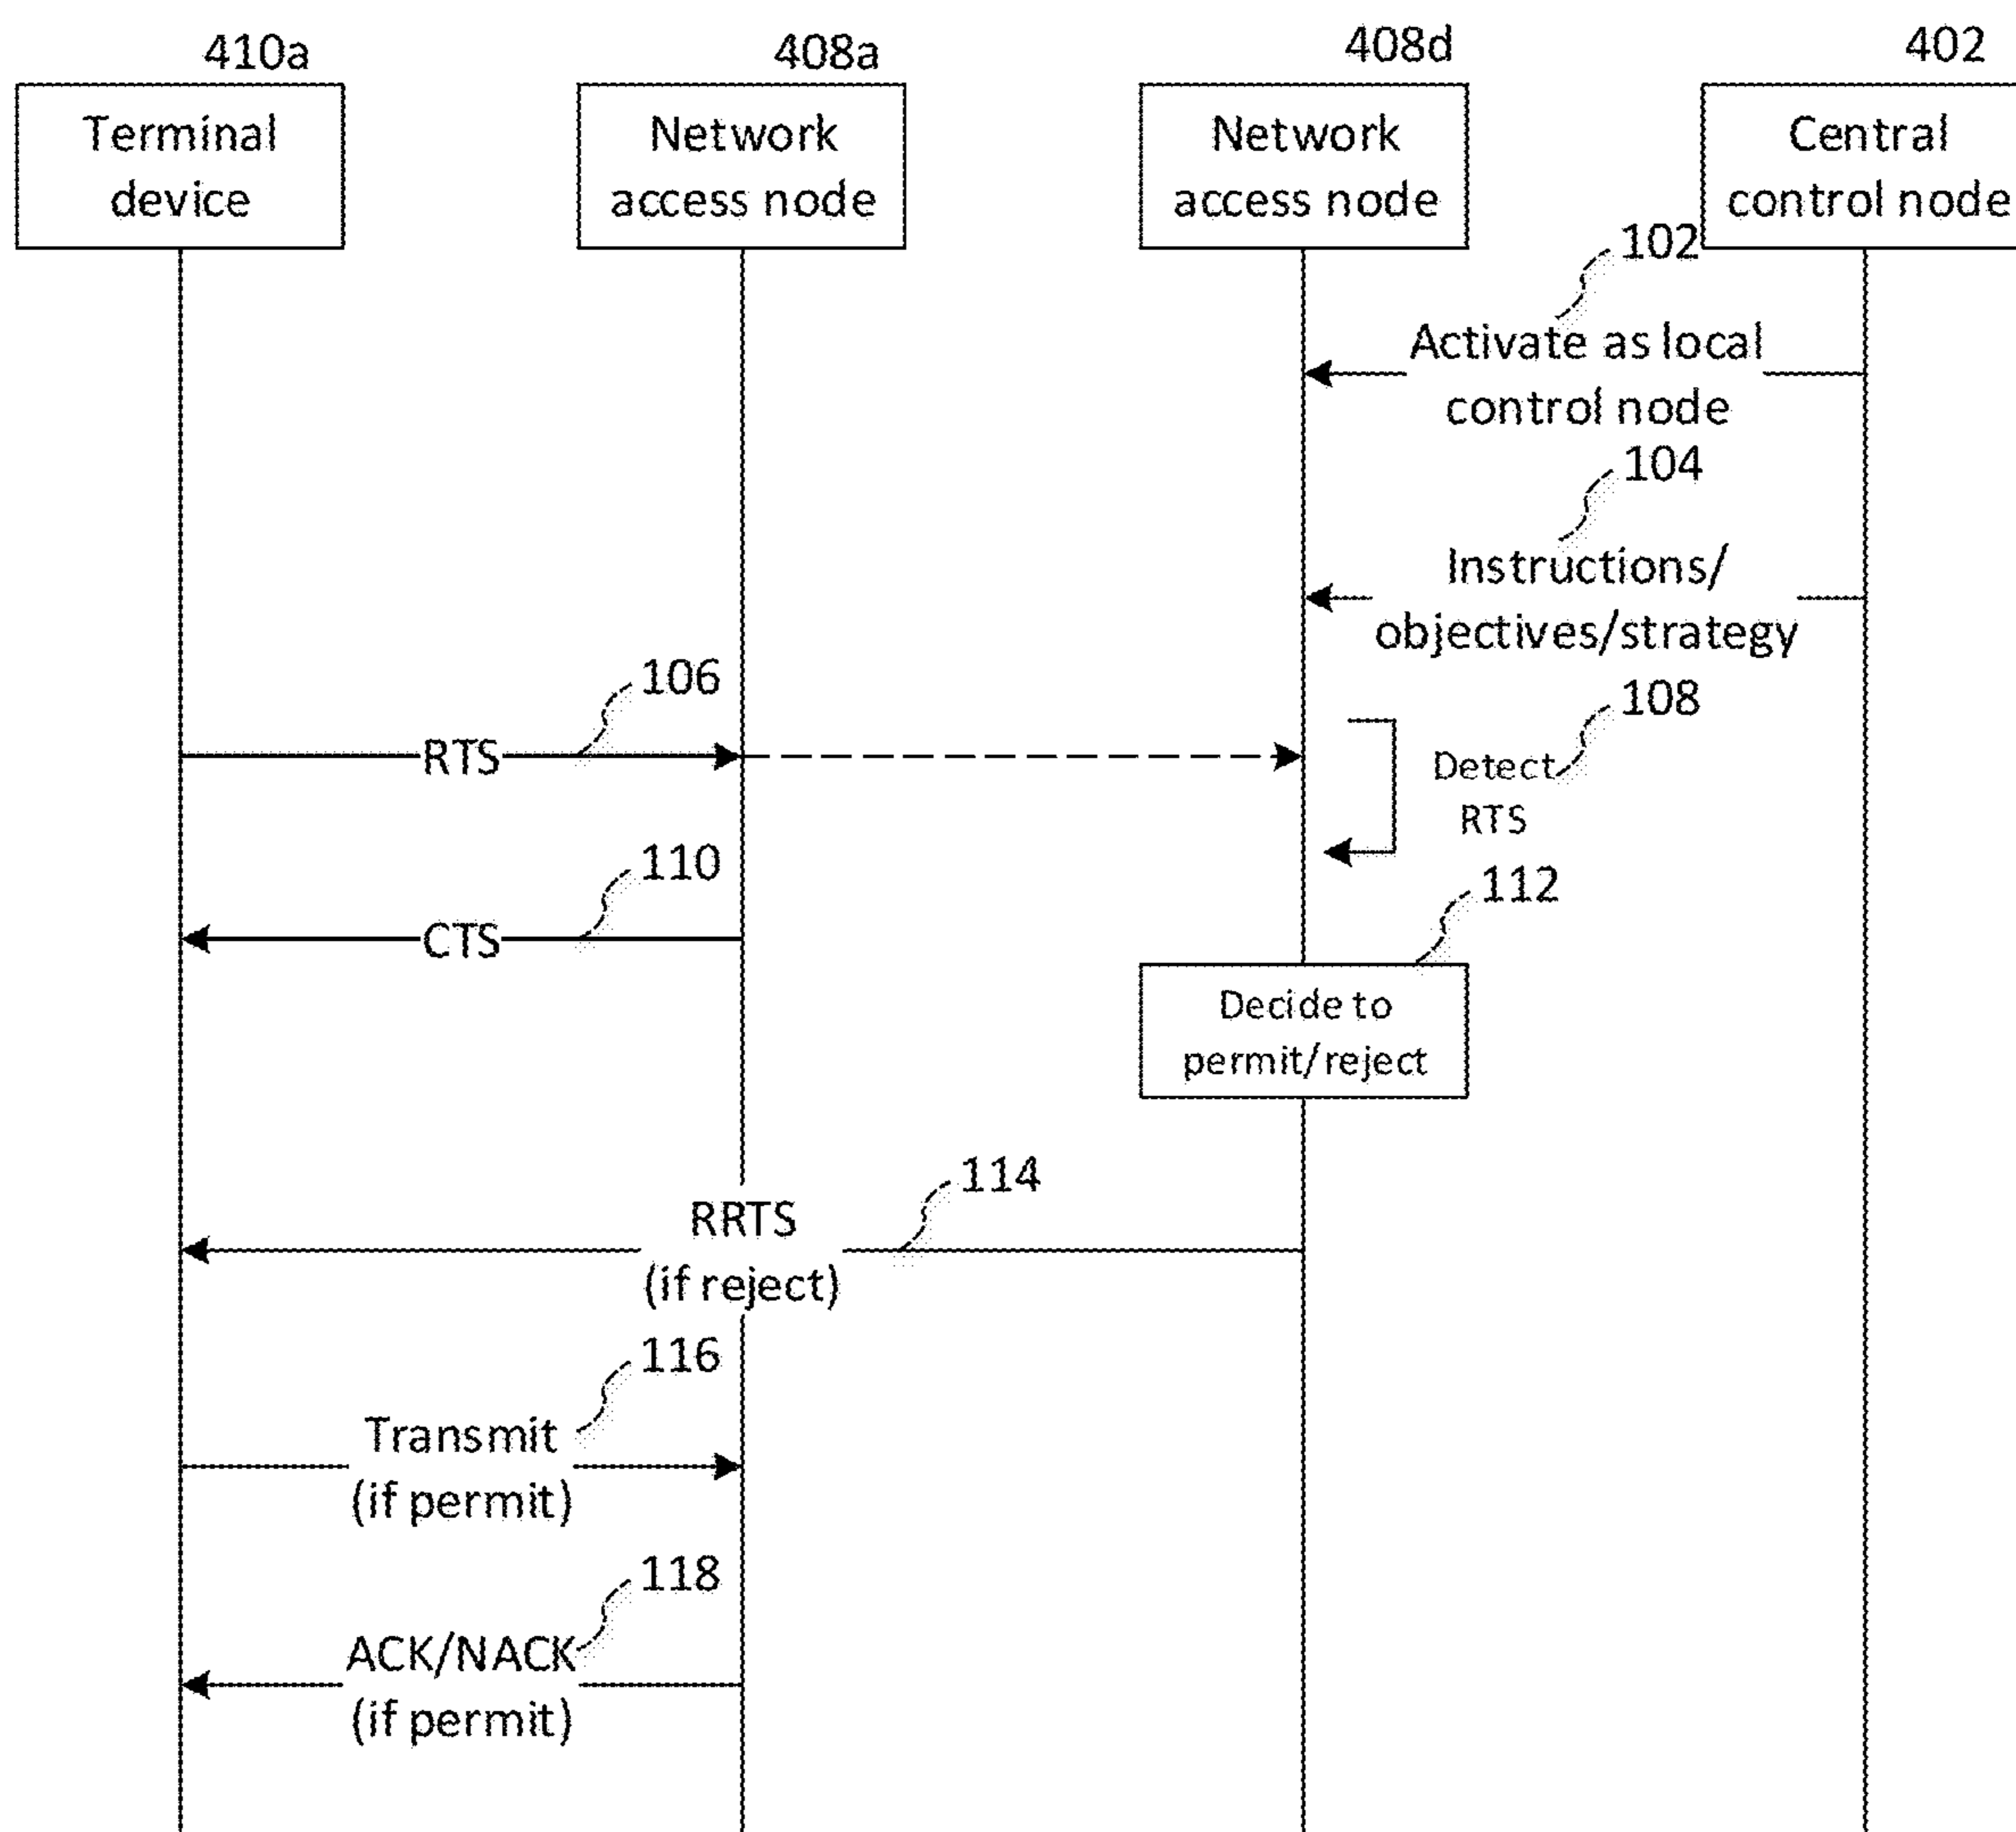 410a
408a
408d
402
Terminal
device
Network
access node
Network
access node
Central
control node
102
Activate as local
control node
104
Instructions/
objectives/strategy
106
RTS
108
Detect
RTS
110
CTS
112
Decide to
permit/reject
114
RRTS
(if reject)
116
Transmit
(if permit)
118
ACK/NACK
(if permit)